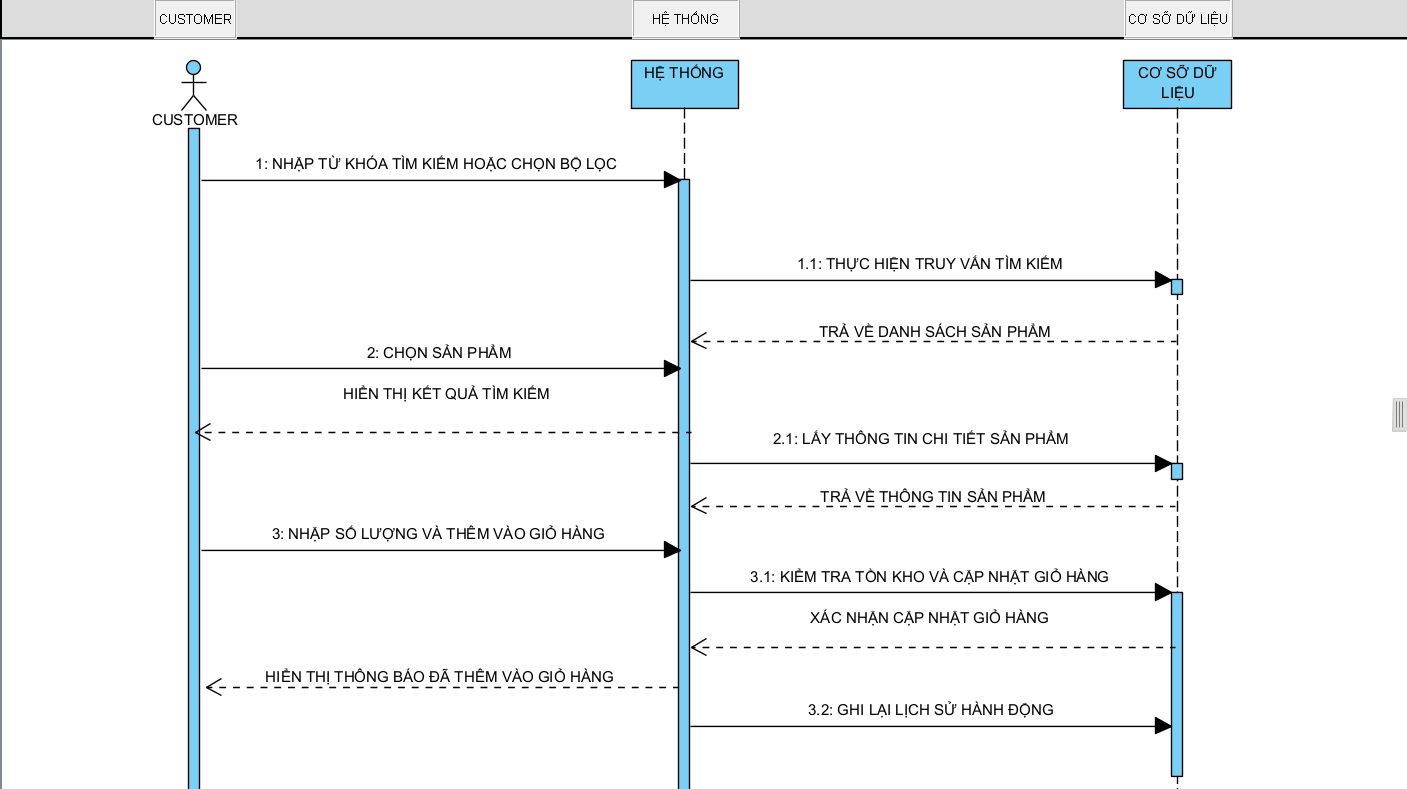 CUSTOMER
HỆ THỐNG
CƠ SỠ DỮ LIỆU
HỆ THỐNG
CƠ SỠ DỮ
LIỆU
CUSTOMER
1: NHẬP TỪ KHÓA TÌM KIẾM HOẶC CHỌN BỘ LỌC
1.1: THỰC HIỆN TRUY VẤN TÌM KIẾM
TRẢ VỀ DANH SÁCH SẢN PHẨM
2: CHỌN SẢN PHẨM
HIỂN THỊ KẾT QUẢ TÌM KIẾM
2.1: LẤY THÔNG TIN CHI TIẾT SẢN PHẨM
TRẢ VỀ THÔNG TIN SẢN PHẨM
3: NHẬP SỐ LƯỢNG VÀ THÊM VÀO GIỎ HÀNG
3.1: KIỂM TRA TỒN KHO VÀ CẬP NHẬT GIỎ HÀNG
XÁC NHẬN CẬP NHẬT GIỎ HÀNG
HIỂN THỊ THÔNG BÁO ĐÃ THÊM VÀO GIỎ HÀNG
3.2: GHI LẠI LỊCH SỬ HÀNH ĐỘNG